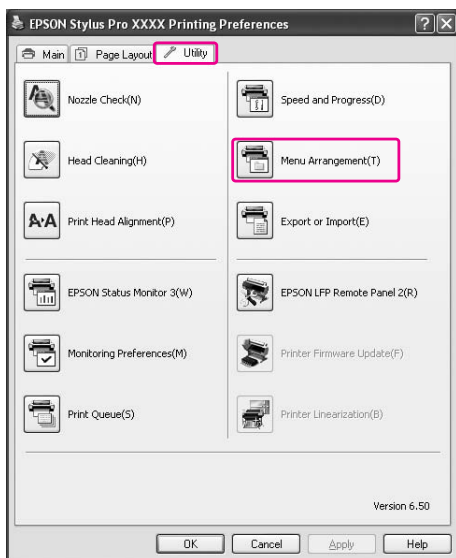 EPSON Stylus Pro XXXX Printing Preferences
Main Page Layout Utility
Nozzle Check(N)
Speed and Progress(D)
Head Cleaning(H)
Menu Arrangement(T)
Print Head Alignment(P)
Export or Import(E)
EPSON Status Monitor 3(W)
EPSON LFP Remote Panel 2(R)
Monitoring Preferences(M)
Printer Firmware Update(F)
Print Queue(S)
Printer Linearization(B)
Version 6.50
OK Cancel Apply Help